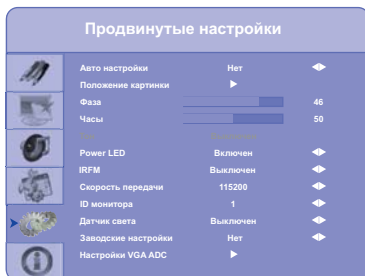 Продвинутые настройки
Авто настройки Нет
Положение картинки
Фаза 46
Часы 50
Power LED Включен
IRFM Выключен
Скорость передачи 115200
ID монитора 1
Датчик света Выключен
Заводские настройки Нет
Настройки VGA ADC